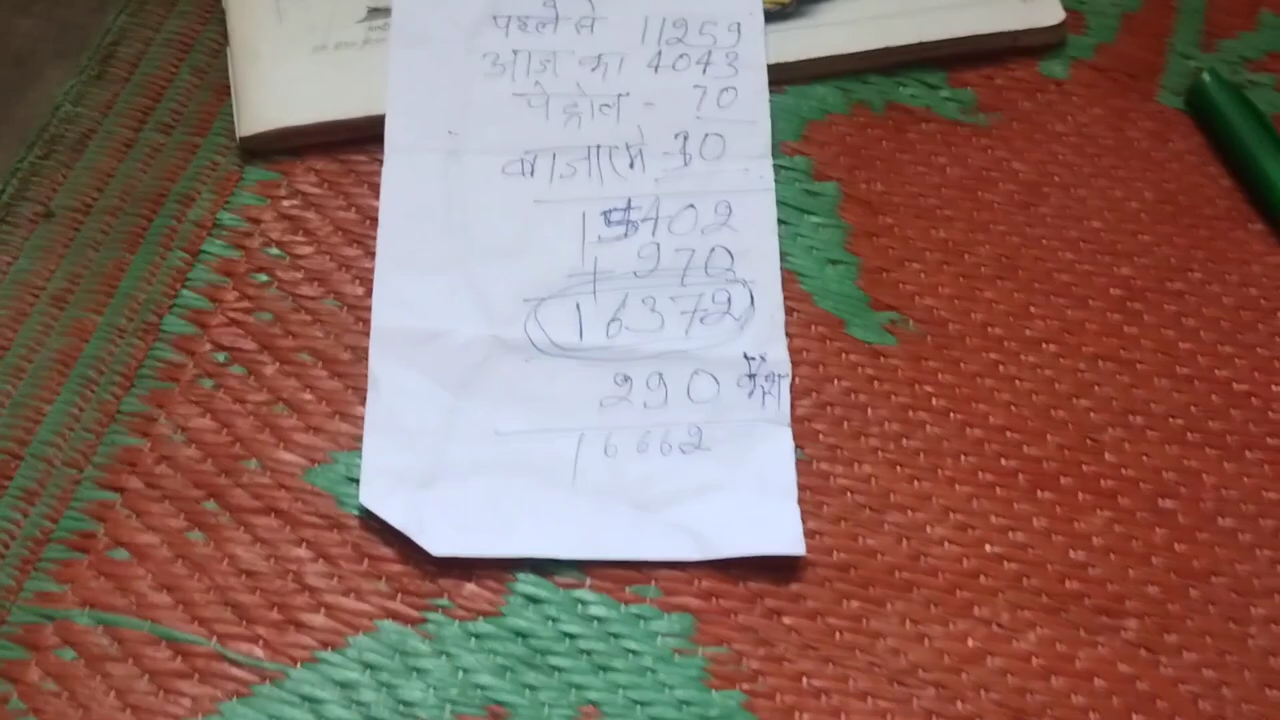 पहले से 11259
आज का 4043
पेट्रोल - 70
बाजार मे - 30
15402
+ 970
16372
290
16662